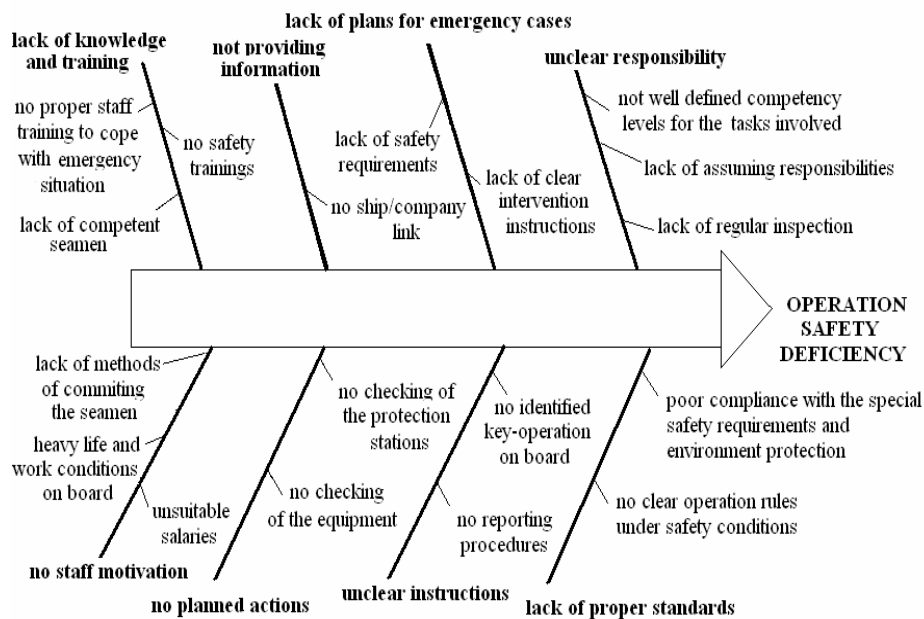 lack of knowledge
and training
no proper staff
training to cope
with emergency
situation
no safety
trainings
lack of competent
seamen
not providing
information
no ship/company
link
lack of plans for emergency cases
lack of safety
requirements
lack of clear
intervention
instructions
unclear responsibility
not well defined competency
levels for the tasks involved
lack of assuming responsibilities
lack of regular inspection
OPERATION
SAFETY
DEFICIENCY
lack of methods
of commiting
the seamen
heavy life and
work conditions
on board
unsuitable
salaries
no staff motivation
no checking of
the protection
stations
no checking
of the equipment
no planned actions
no identified
key-operation
on board
no reporting
procedures
unclear instructions
poor compliance with the special
safety requirements and
environment protection
no clear operation rules
under safety conditions
lack of proper standards